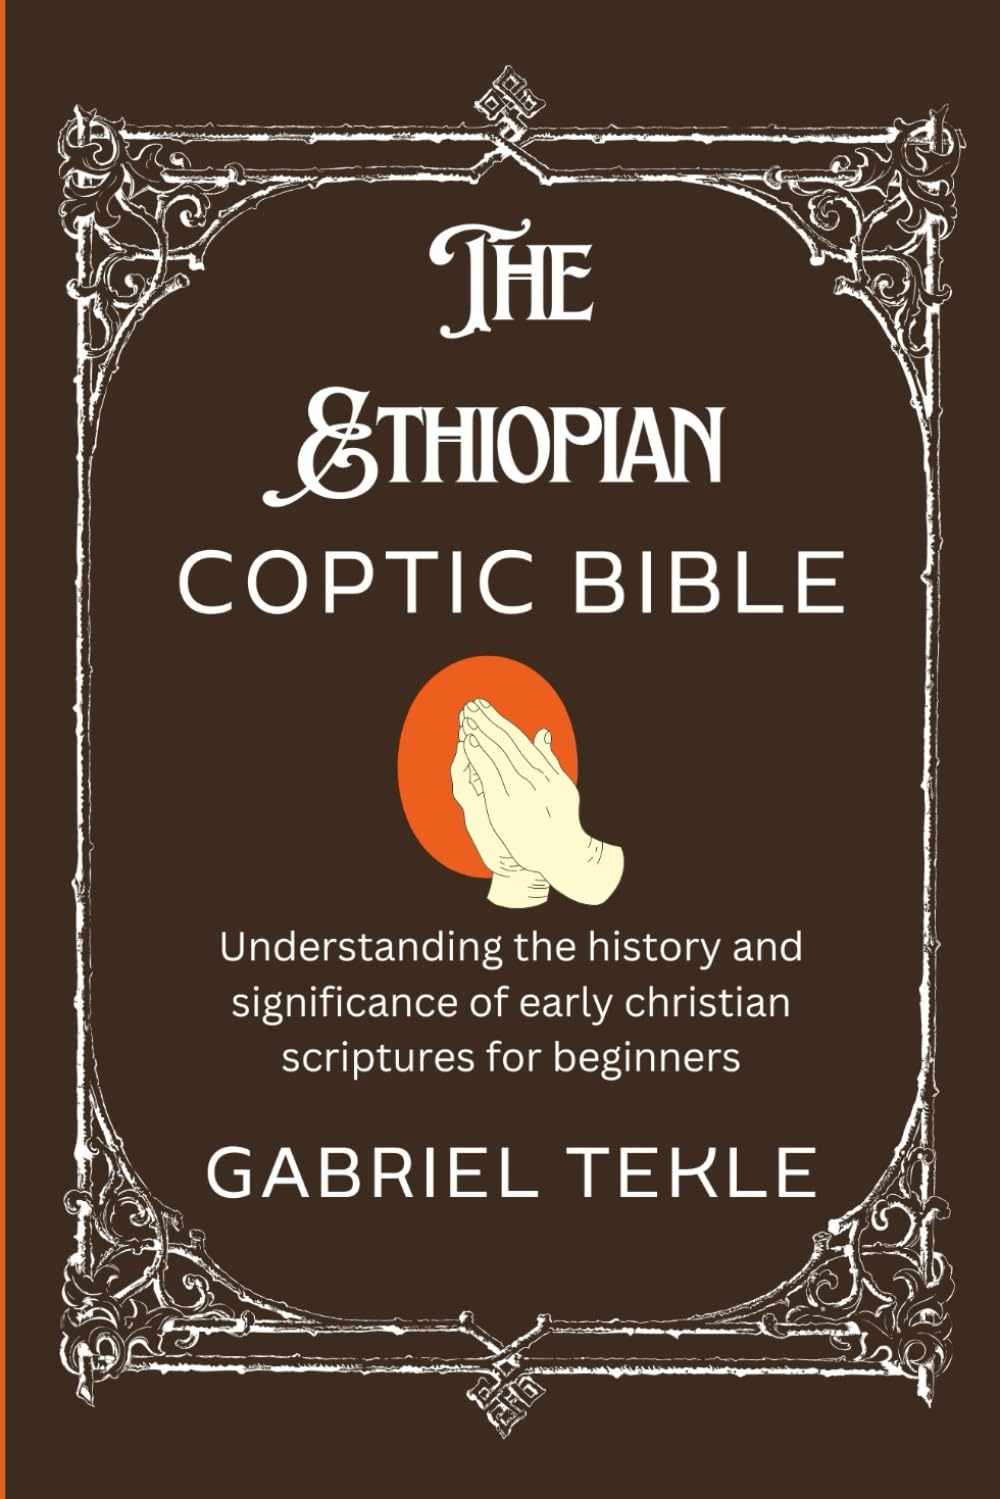 THE
ETHIOPIAN
COPTIC BIBLE
Understanding the history and
significance of early christian
scriptures for beginners
GABRIEL TEKLE